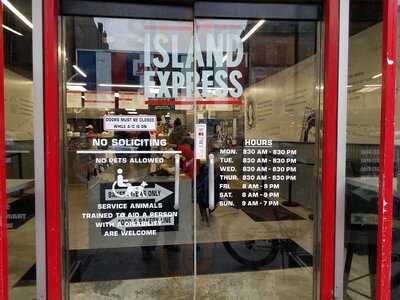 ISLAND
EXPRESS
DOORS MUST BE CLOSED
WHILE A/C IS ON
NO SOLICITING
NO PETS ALLOWED
ONLY
SERVICE ANIMALS
TRAINED TO AID A PERSON
WITH A DISABILITY
ARE WELCOME
HOURS
MON. 830 AM - 830 PM
TUE. 830 AM - 830 PM
WED. 830 AM - 830 PM
THUR. 830 AM - 830 PM
FRI. 8 AM - 9 PM
SAT. 8 AM - 9 PM
SUN. 9 AM - 7 PM